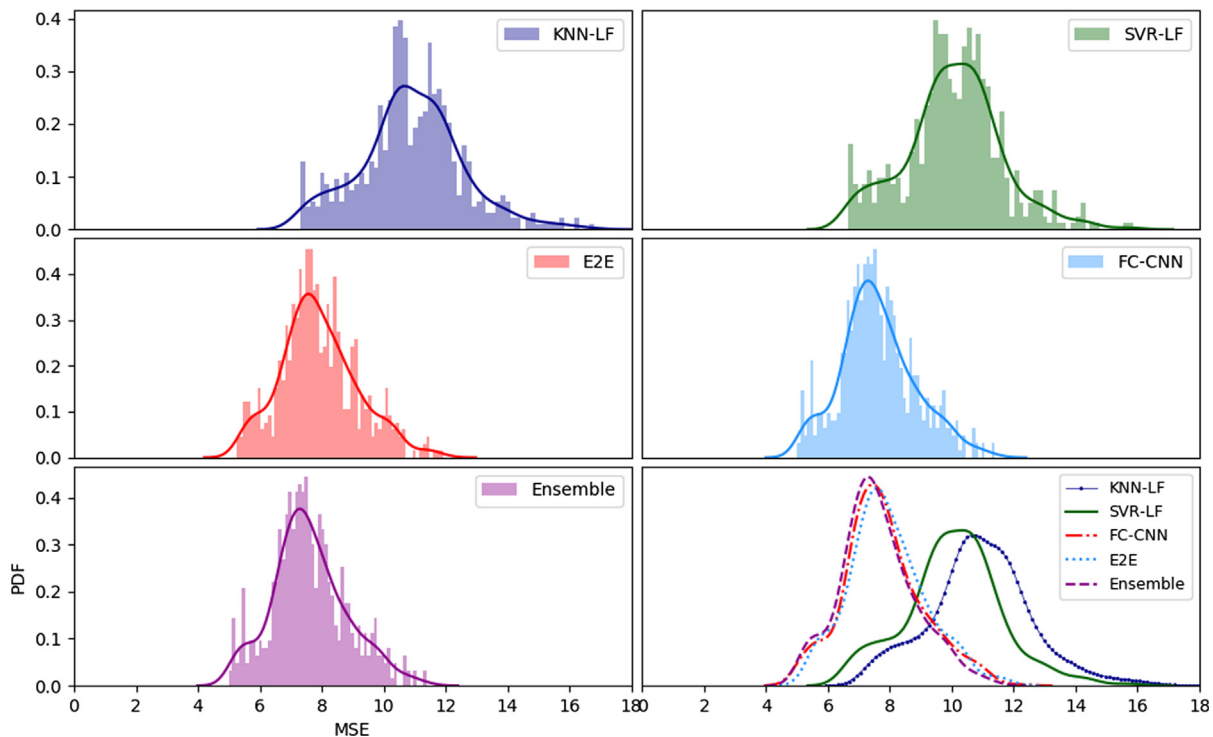 0.4
0.3
0.2
0.1
0.0
KNN-LF
SVR-LF
0.4
0.3
0.2
0.1
0.0
E2E
FC-CNN
0.4
0.3
0.2
0.1
0.0
PDF
Ensemble
KNN-LF
SVR-LF
FC-CNN
E2E
Ensemble
0 2 4 6 8 10 12 14 16 18
0 2 4 6 8 10 12 14 16 18
MSE